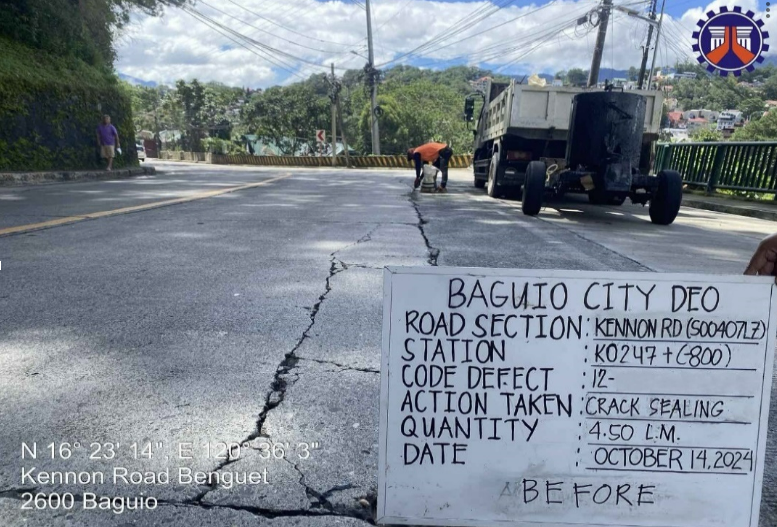 BAGUIO CITY DEO
ROAD SECTION : KENNON RD (S00407LZ)
STATION : K0247 + (-800)
CODE DEFECT : 12-
ACTION TAKEN : CRACK SEALING
QUANTITY : 4.50 L.M.
DATE : OCTOBER 14, 2024
BEFORE
N 16° 23' 14", E 120° 36' 3"
Kennon Road Benguet
2600 Baguio